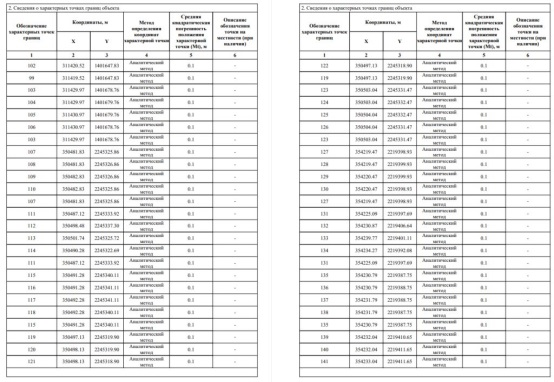 2. Сведения о характерных точках границ объекта
Обозначение характерных точек границ | Координаты, м | Метод определения координат характерной точки | Средняя квадратическая погрешность положения характерной точки (Mt), м | Описание обозначения точки на местности (при наличии)
X | Y
1 | 2 | 3 | 4 | 5 | 6
102 | 311429.52 | 1401647.83 | Аналитический метод | 0.1 | -
99 | 311419.52 | 1401647.83 | Аналитический метод | 0.1 | -
103 | 311429.97 | 1401678.76 | Аналитический метод | 0.1 | -
104 | 311429.97 | 1401679.76 | Аналитический метод | 0.1 | -
105 | 311430.97 | 1401679.76 | Аналитический метод | 0.1 | -
106 | 311430.97 | 1401678.76 | Аналитический метод | 0.1 | -
103 | 311429.97 | 1401678.76 | Аналитический метод | 0.1 | -
107 | 350481.83 | 2245325.86 | Аналитический метод | 0.1 | -
108 | 350481.83 | 2245326.86 | Аналитический метод | 0.1 | -
109 | 350482.83 | 2245326.86 | Аналитический метод | 0.1 | -
110 | 350482.83 | 2245325.86 | Аналитический метод | 0.1 | -
107 | 350481.83 | 2245325.86 | Аналитический метод | 0.1 | -
111 | 350487.12 | 2245333.92 | Аналитический метод | 0.1 | -
112 | 350498.40 | 2245337.30 | Аналитический метод | 0.1 | -
113 | 350501.74 | 2245325.72 | Аналитический метод | 0.1 | -
114 | 350490.20 | 2245322.69 | Аналитический метод | 0.1 | -
111 | 350487.12 | 2245333.92 | Аналитический метод | 0.1 | -
115 | 350491.28 | 2245340.11 | Аналитический метод | 0.1 | -
116 | 350491.28 | 2245341.11 | Аналитический метод | 0.1 | -
117 | 350492.28 | 2245341.11 | Аналитический метод | 0.1 | -
118 | 350492.28 | 2245340.11 | Аналитический метод | 0.1 | -
115 | 350491.28 | 2245340.11 | Аналитический метод | 0.1 | -
119 | 350497.13 | 2245319.90 | Аналитический метод | 0.1 | -
120 | 350498.13 | 2245319.90 | Аналитический метод | 0.1 | -
121 | 350498.13 | 2245318.90 | Аналитический метод | 0.1 | -
2. Сведения о характерных точках границ объекта
Обозначение характерных точек границ | Координаты, м | Метод определения координат характерной точки | Средняя квадратическая погрешность положения характерной точки (Mt), м | Описание обозначения точки на местности (при наличии)
X | Y
1 | 2 | 3 | 4 | 5 | 6
122 | 350497.13 | 2245318.90 | Аналитический метод | 0.1 | -
119 | 350497.13 | 2245319.90 | Аналитический метод | 0.1 | -
123 | 350503.04 | 2245331.47 | Аналитический метод | 0.1 | -
124 | 350503.04 | 2245332.47 | Аналитический метод | 0.1 | -
125 | 350504.04 | 2245332.47 | Аналитический метод | 0.1 | -
126 | 350504.04 | 2245331.47 | Аналитический метод | 0.1 | -
123 | 350503.04 | 2245331.47 | Аналитический метод | 0.1 | -
127 | 354219.47 | 2219398.93 | Аналитический метод | 0.1 | -
128 | 354219.47 | 2219399.93 | Аналитический метод | 0.1 | -
129 | 354220.47 | 2219399.93 | Аналитический метод | 0.1 | -
130 | 354220.47 | 2219398.93 | Аналитический метод | 0.1 | -
127 | 354219.47 | 2219398.93 | Аналитический метод | 0.1 | -
131 | 354225.09 | 2219397.69 | Аналитический метод | 0.1 | -
132 | 354230.87 | 2219406.64 | Аналитический метод | 0.1 | -
133 | 354239.77 | 2219401.11 | Аналитический метод | 0.1 | -
134 | 354234.27 | 2219392.08 | Аналитический метод | 0.1 | -
131 | 354225.09 | 2219397.69 | Аналитический метод | 0.1 | -
135 | 354230.79 | 2219387.75 | Аналитический метод | 0.1 | -
136 | 354230.79 | 2219388.75 | Аналитический метод | 0.1 | -
137 | 354231.79 | 2219388.75 | Аналитический метод | 0.1 | -
138 | 354231.79 | 2219387.75 | Аналитический метод | 0.1 | -
135 | 354230.79 | 2219387.75 | Аналитический метод | 0.1 | -
139 | 354232.04 | 2219410.65 | Аналитический метод | 0.1 | -
140 | 354232.04 | 2219411.65 | Аналитический метод | 0.1 | -
141 | 354233.04 | 2219411.65 | Аналитический метод | 0.1 | -